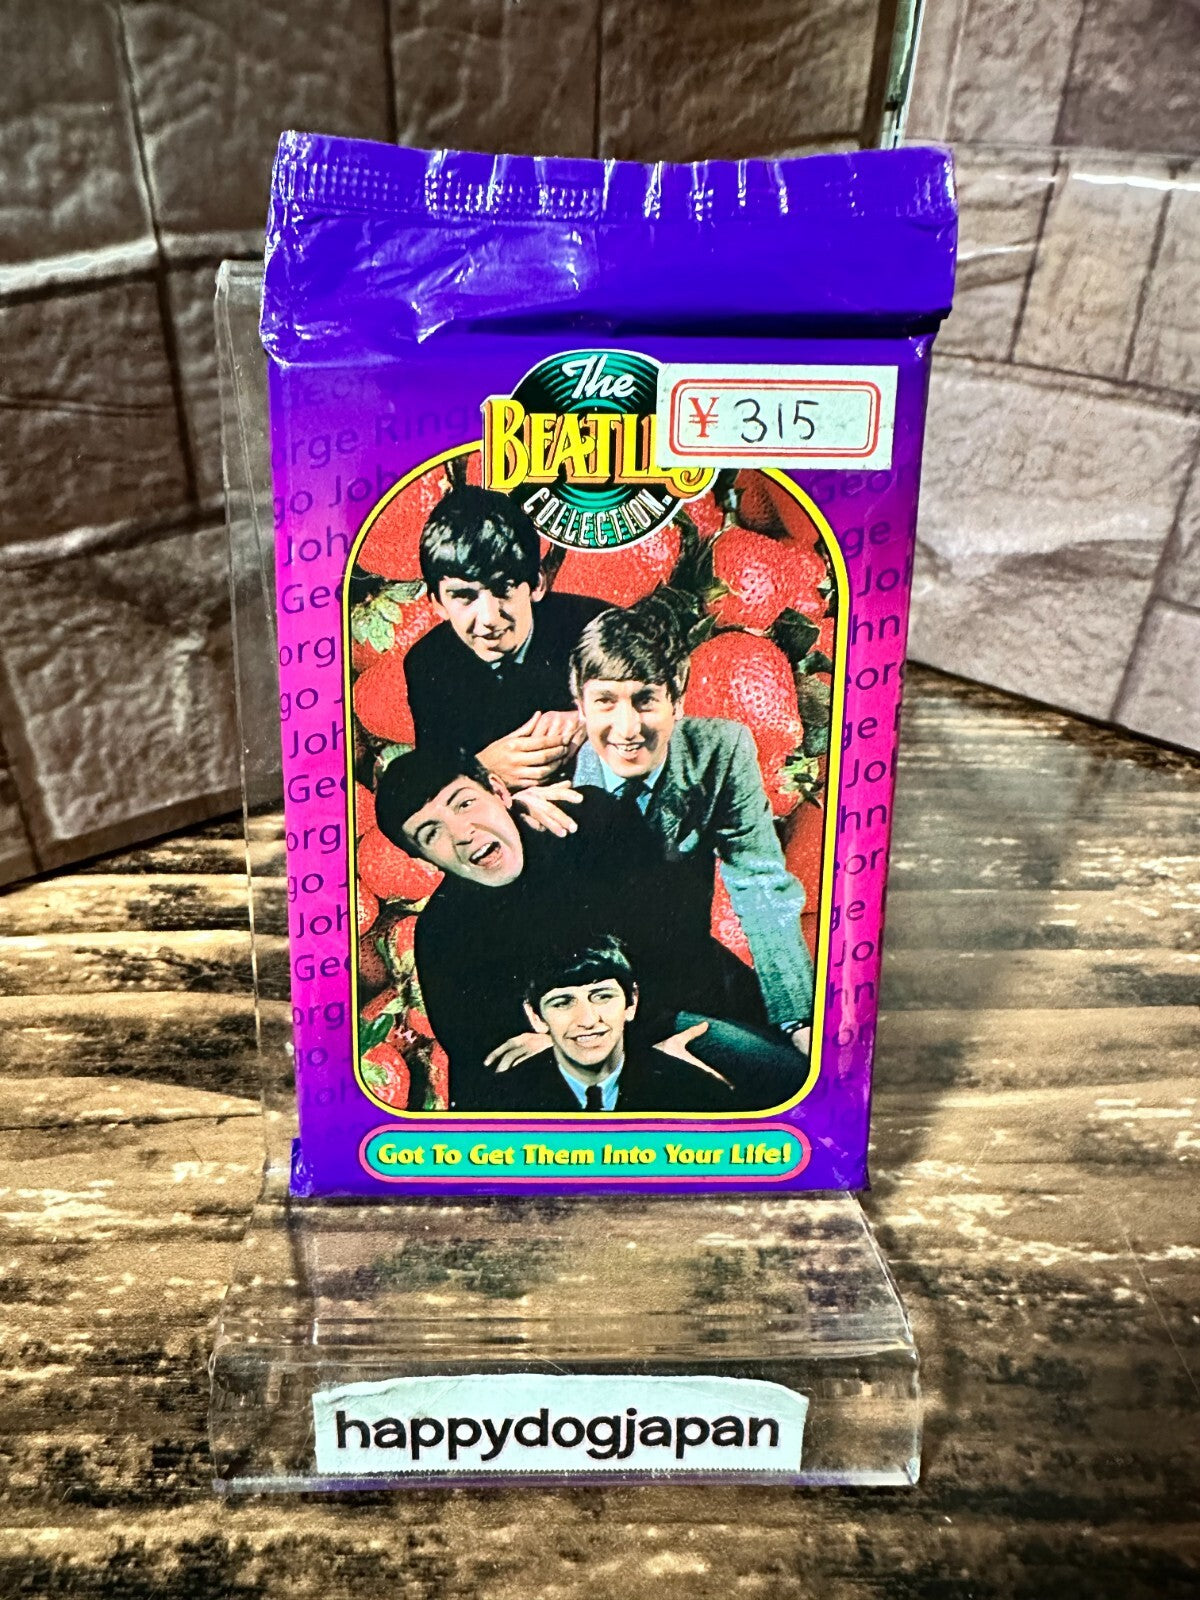 The
BEATLES
COLLECTION
¥ 315
Got To Get Them Into Your Life!
happydogjapan